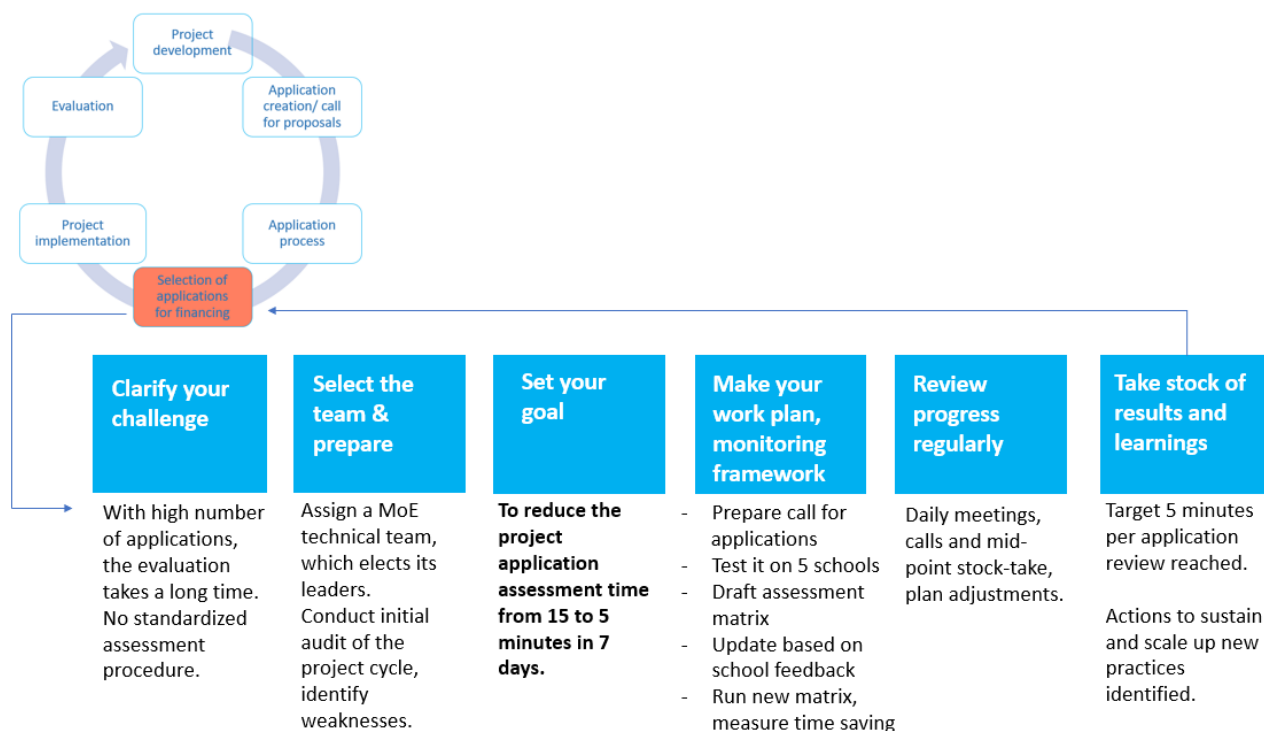 Project
development
Application
creation/ call
for proposals
Application
process
Selection of
applications
for financing
Project
implementation
Evaluation
Clarify your
challenge
With high number
of applications,
the evaluation
takes a long time.
No standardized
assessment
procedure.
Select the
team &
prepare
Assign a MoE
technical team,
which elects its
leaders.
Conduct initial
audit of the
project cycle,
identify
weaknesses.
Set your
goal
To reduce the
project
application
assessment time
from 15 to 5
minutes in 7
days.
Make your
work plan,
monitoring
framework
- Prepare call for
applications
- Test it on 5 schools
- Draft assessment
matrix
- Update based on
school feedback
- Run new matrix,
measure time saving
Review
progress
regularly
Daily meetings,
calls and mid-
point stock-take,
plan adjustments.
Take stock of
results and
learnings
Target 5 minutes
per application
review reached.
Actions to sustain
and scale up new
practices
identified.